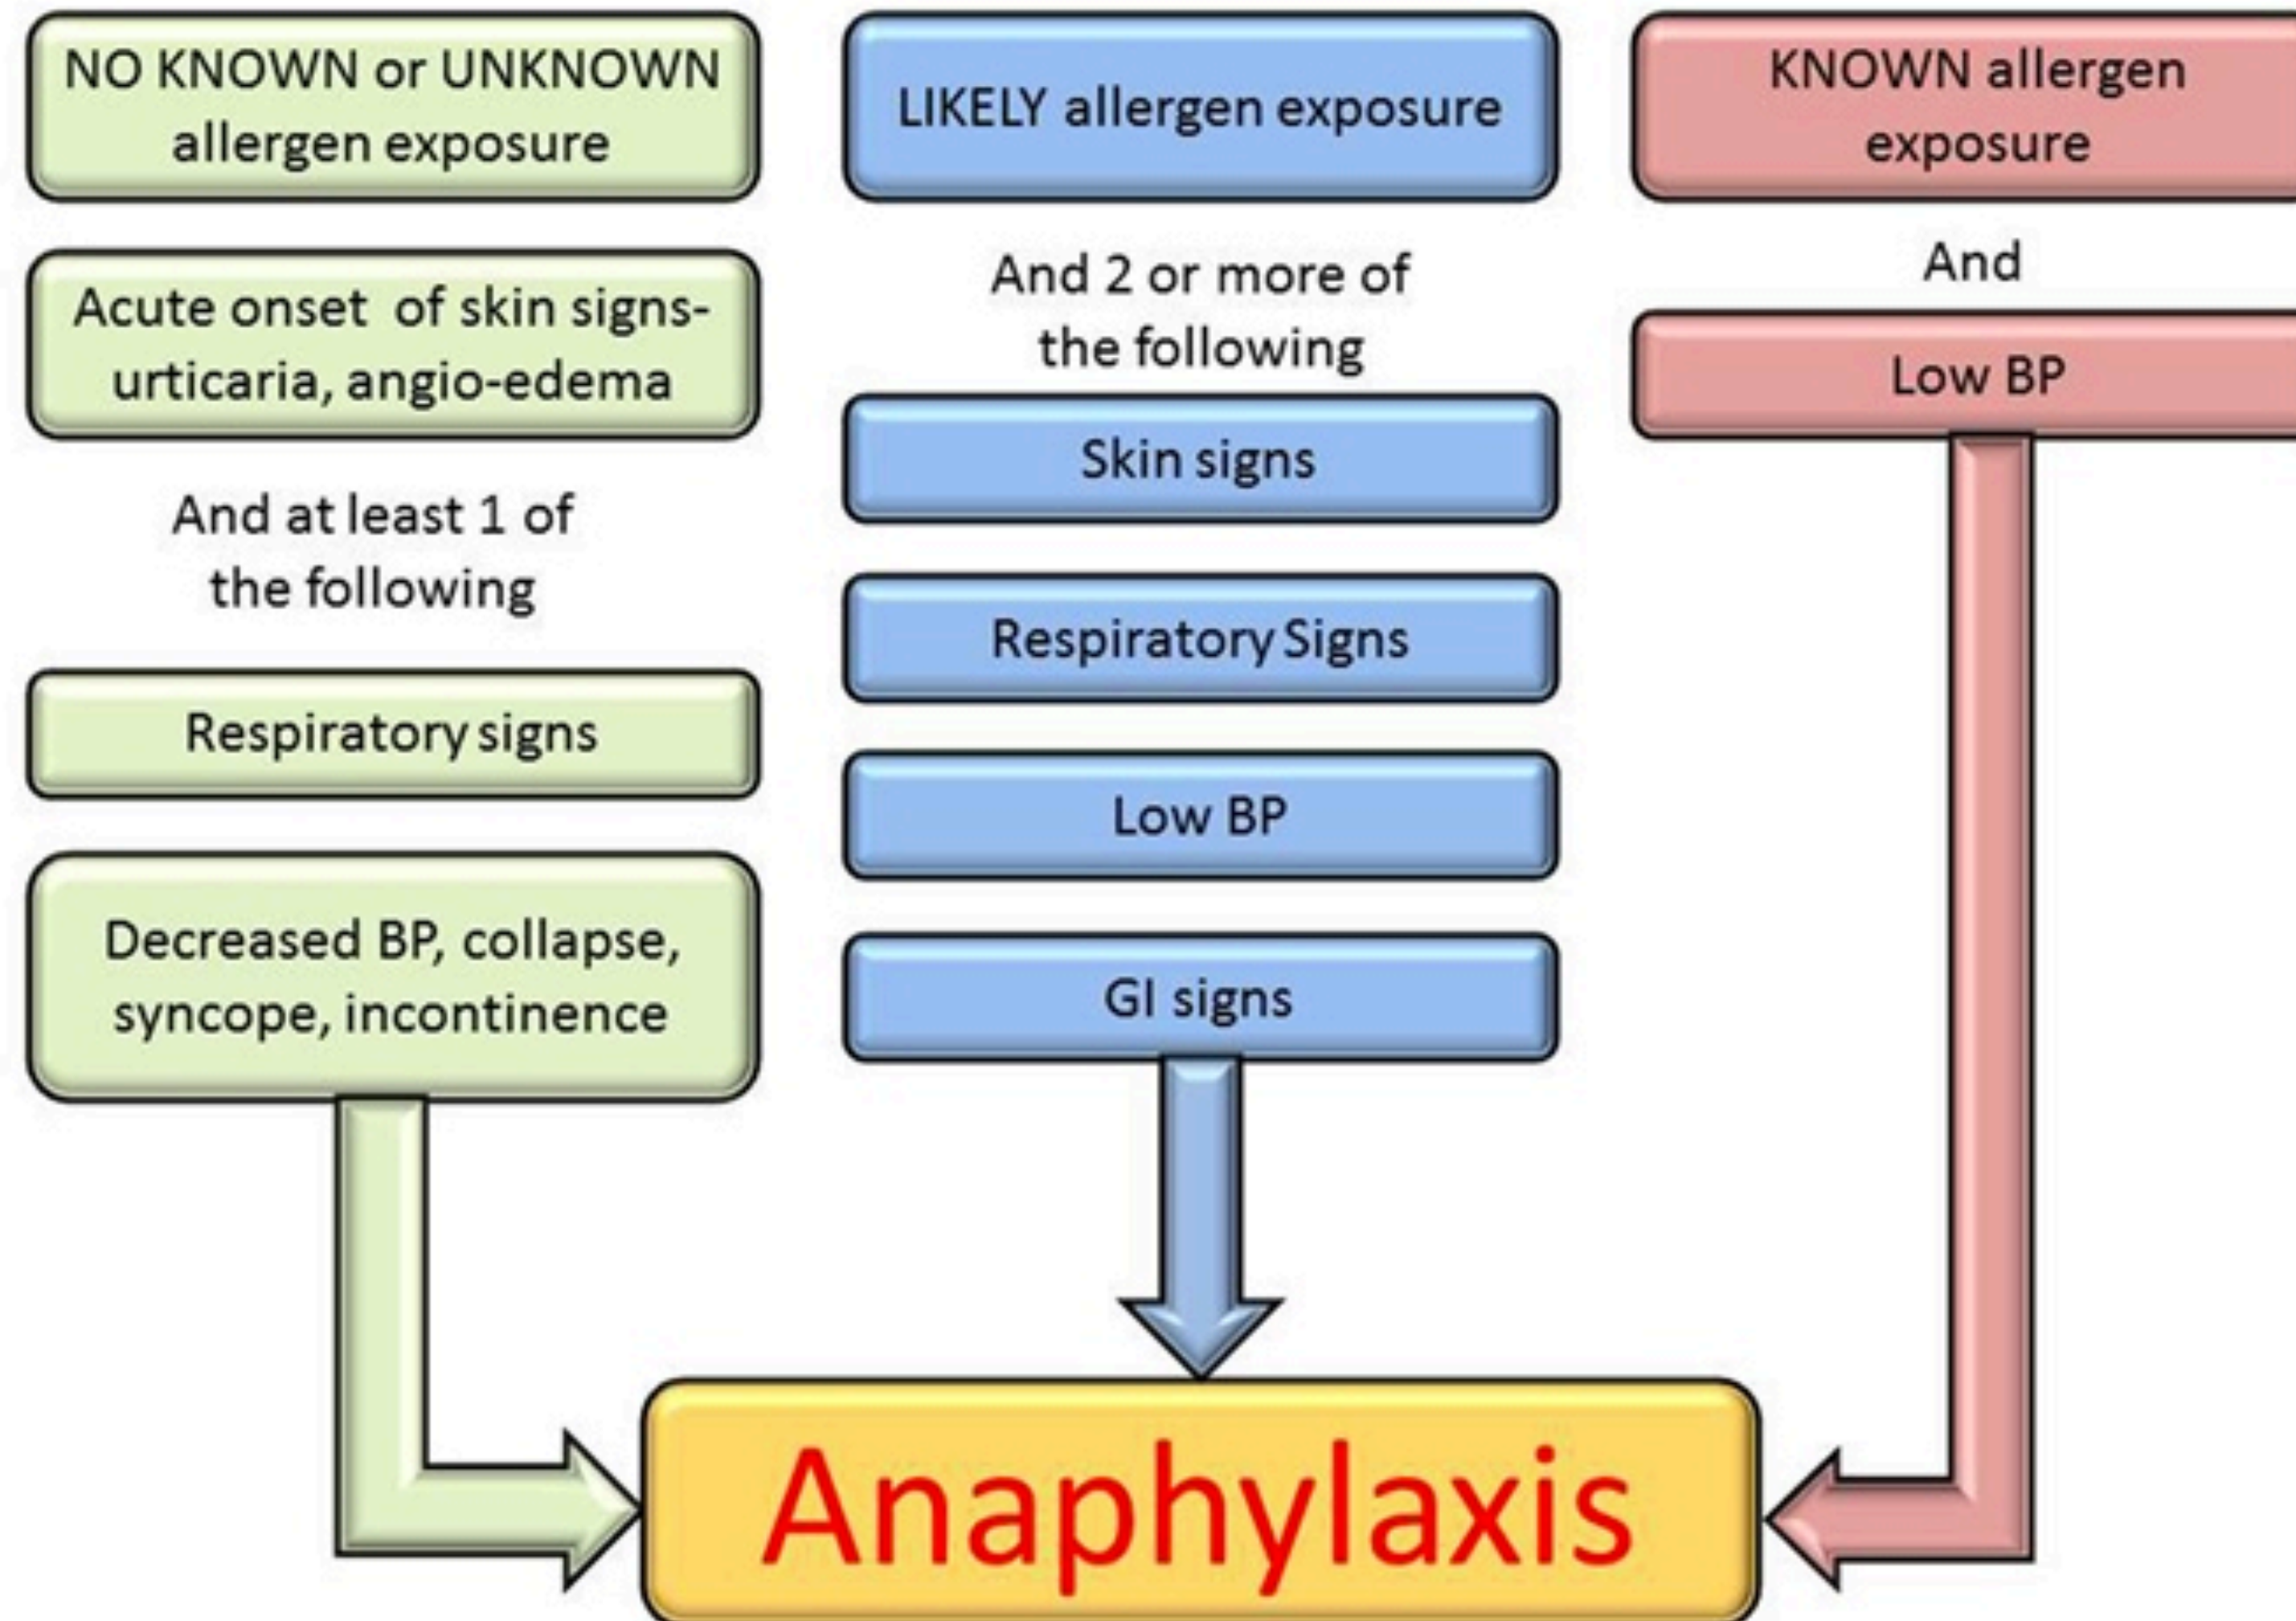 NO KNOWN or UNKNOWN
allergen exposure
Acute onset of skin signs-
urticaria, angio-edema
And at least 1 of
the following
Respiratory signs
Decreased BP, collapse,
syncope, incontinence
LIKELY allergen exposure
And 2 or more of
the following
Skin signs
Respiratory Signs
Low BP
GI signs
KNOWN allergen
exposure
And
Low BP
Anaphylaxis